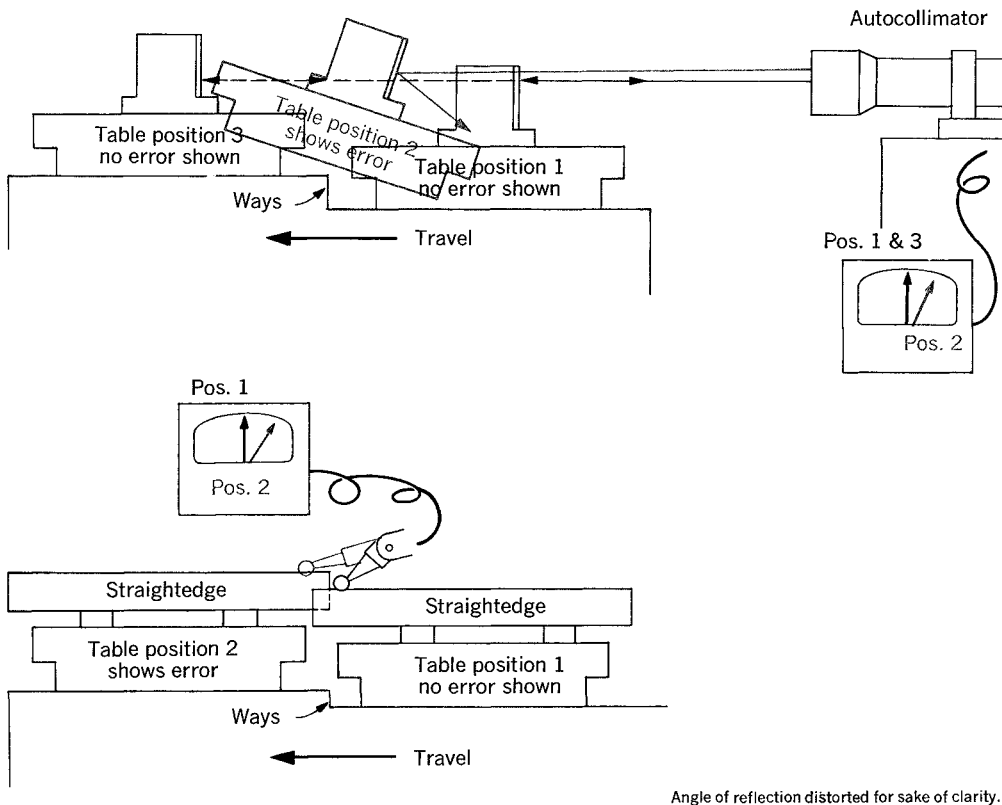 Autocollimator
Table position 3
no error shown
Table position 2
shows error
Table position 1
no error shown
Ways
Travel
Pos. 1 & 3
Pos. 2
Pos. 1
Pos. 2
Straightedge
Straightedge
Table position 2
shows error
Table position 1
no error shown
Ways
Travel
Angle of reflection distorted for sake of clarity.